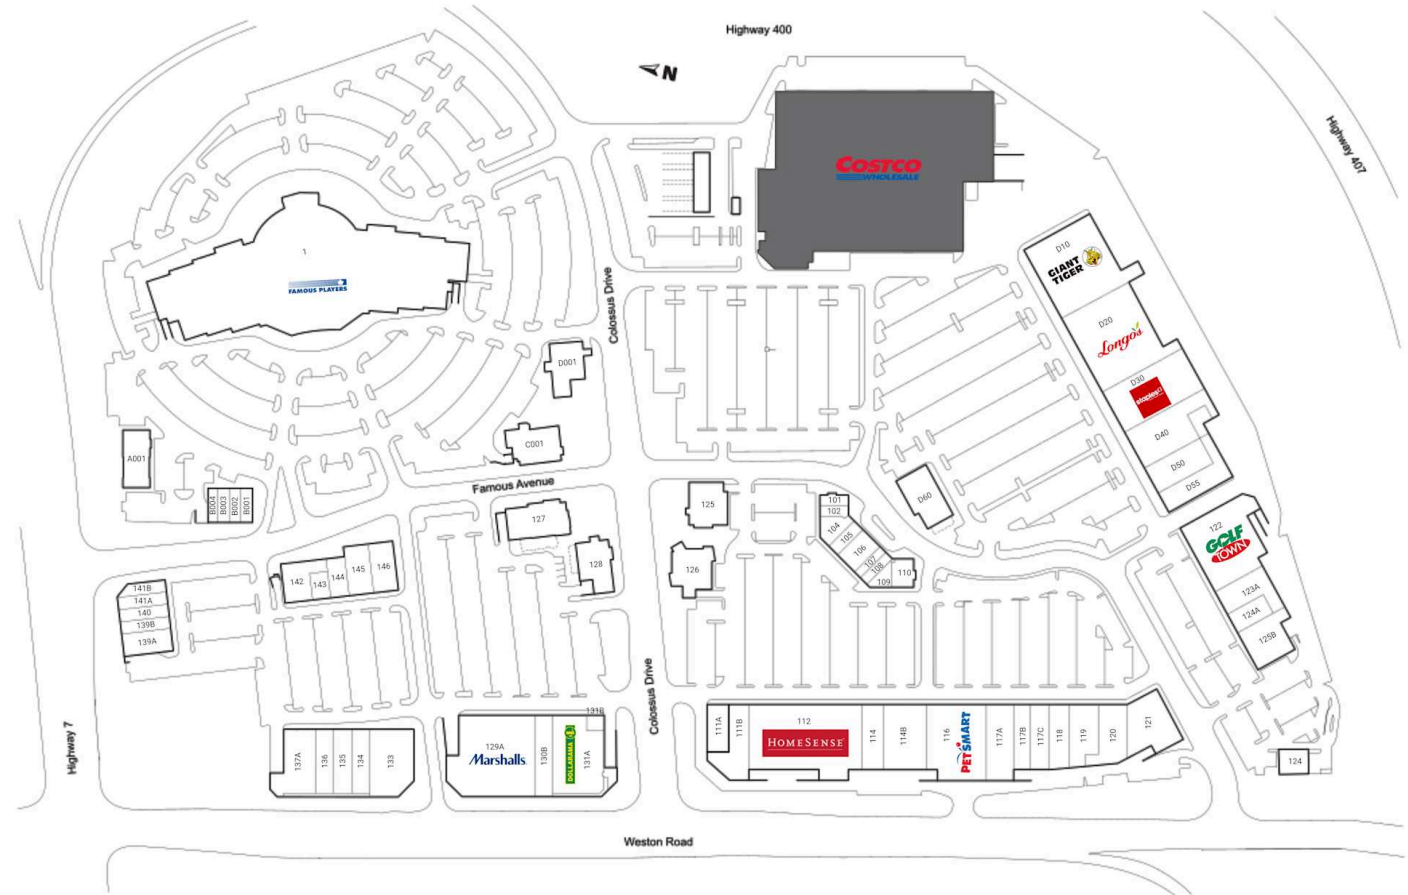 Highway 400
N
Highway 407
COSTCO
WHOLESALE
1
FAMOUS PLAYERS
Colossus Drive
D10
GIANT
TIGER
D20
Longo's
D30
staples
D40
D50
D55
D001
C001
A001
B004
B003
B002
B001
Famous Avenue
D60
122
GOLF
TOWN
123A
124A
125B
125
101
102
104
105
106
107
108
109
110
127
128
126
142
143
144
145
146
141B
141A
140
139B
139A
Colossus Drive
Highway 7
137A
136
135
134
133
129A
Marshalls
130B
DOLLARAMA
131B
131A
111A
111B
112
HOMESENSE
114
114B
116
PETSMART
117A
117B
117C
118
119
120
121
124
Weston Road